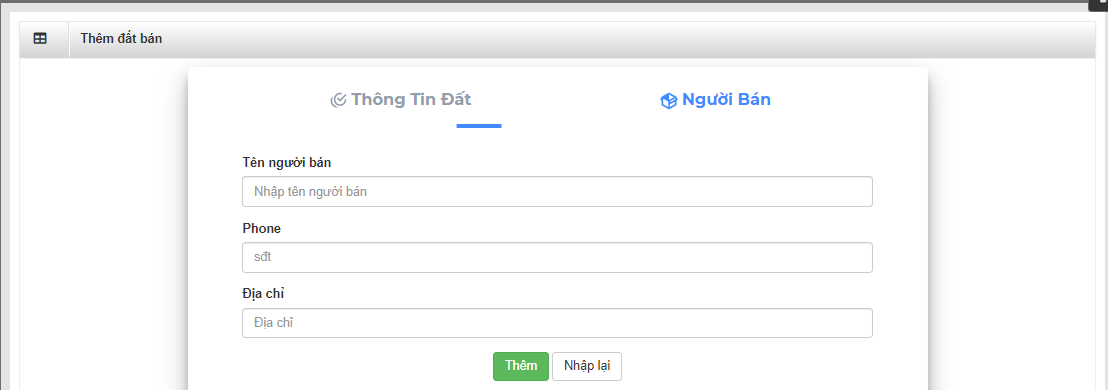 Thêm đất bán
Thông Tin Đất Người Bán
Tên người bán
Nhập tên người bán
Phone
sđt
Địa chỉ
Địa chỉ
Thêm Nhập lại